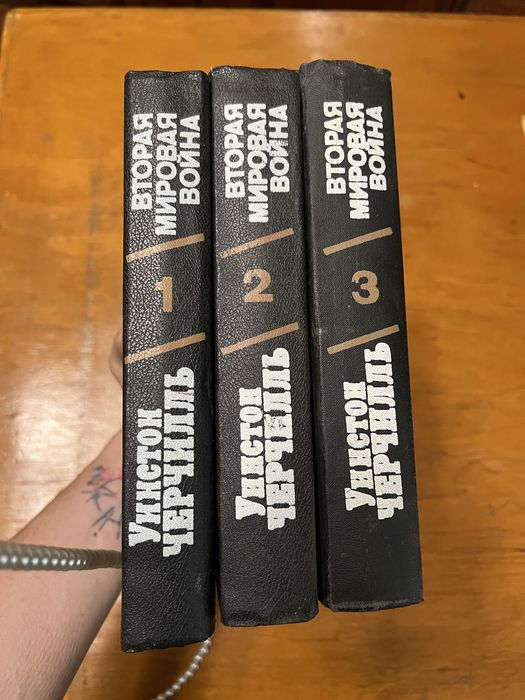 ВТОРАЯ
МИРОВАЯ
ВОЙНА
1
Уинстон
ЧЕРЧИЛЛЬ
ВТОРАЯ
МИРОВАЯ
ВОЙНА
2
Уинстон
ЧЕРЧИЛЛЬ
ВТОРАЯ
МИРОВАЯ
ВОЙНА
3
Уинстон
ЧЕРЧИЛЛЬ